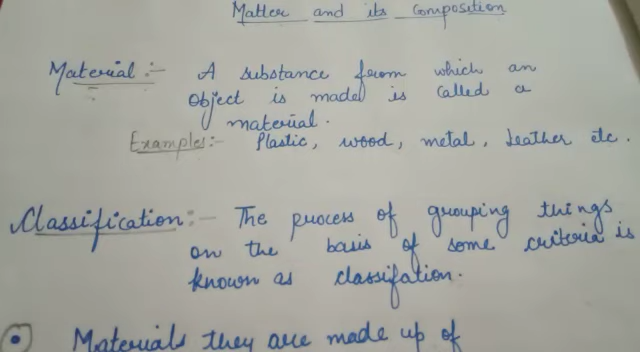 Matter and its Composition
Material :- A substance from which an
object is made is called a
material.
Examples:- Plastic, wood, metal, Leather etc.
Classification :- The process of grouping things
on the basis of some criteria is
known as classifation.
Materials they are made up of